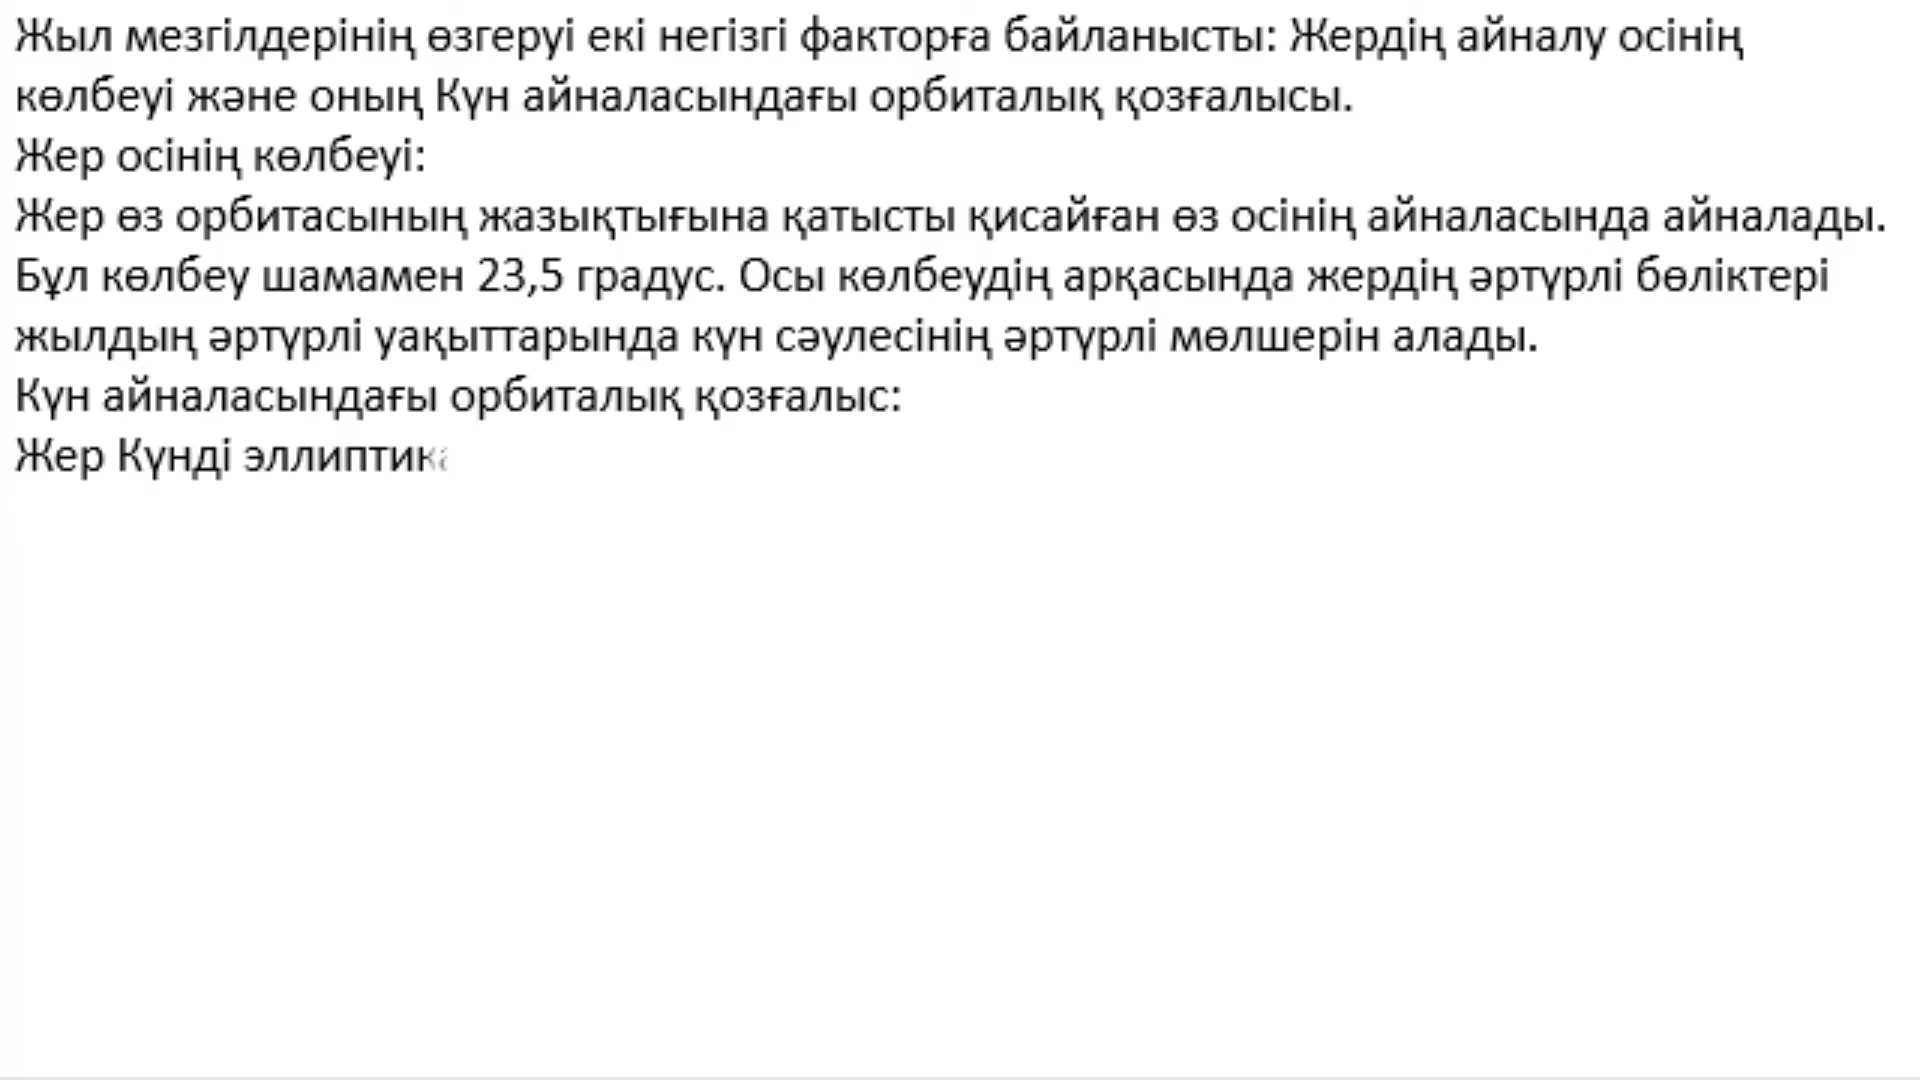 Жыл мезгілдерінің өзгеруі екі негізгі факторға байланысты: Жердің айналу осінің
көлбеуі және оның Күн айналасындағы орбиталық қозғалысы.
Жер осінің көлбеуі:
Жер өз орбитасының жазықтығына қатысты қисайған өз осінің айналасында айналады.
Бұл көлбеу шамамен 23,5 градус. Осы көлбеудің арқасында жердің әртүрлі бөліктері
жылдың әртүрлі уақыттарында күн сәулесінің әртүрлі мөлшерін алады.
Күн айналасындағы орбиталық қозғалыс:
Жер Күнді